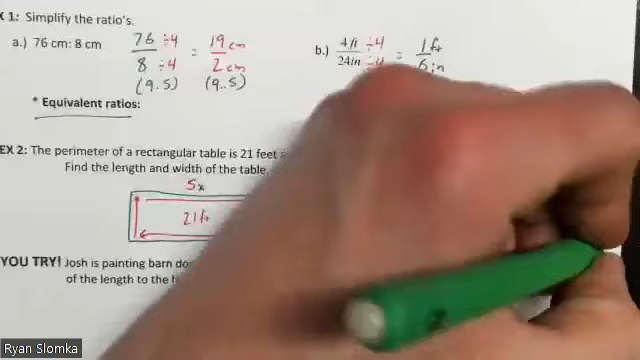 X 1: Simplify the ratio's.
a.) 76 cm: 8 cm 76 ÷4 = 19 cm
8 ÷4 2 cm
(9.5) (9.5)
b.) 4ft ÷4 = 1 ft
24in ÷4 6 in
* Equivalent ratios:
EX 2: The perimeter of a rectangular table is 21 feet
Find the length and width of the table.
5x
21ft
YOU TRY! Josh is painting barn do
of the length to the h
Ryan Slomka